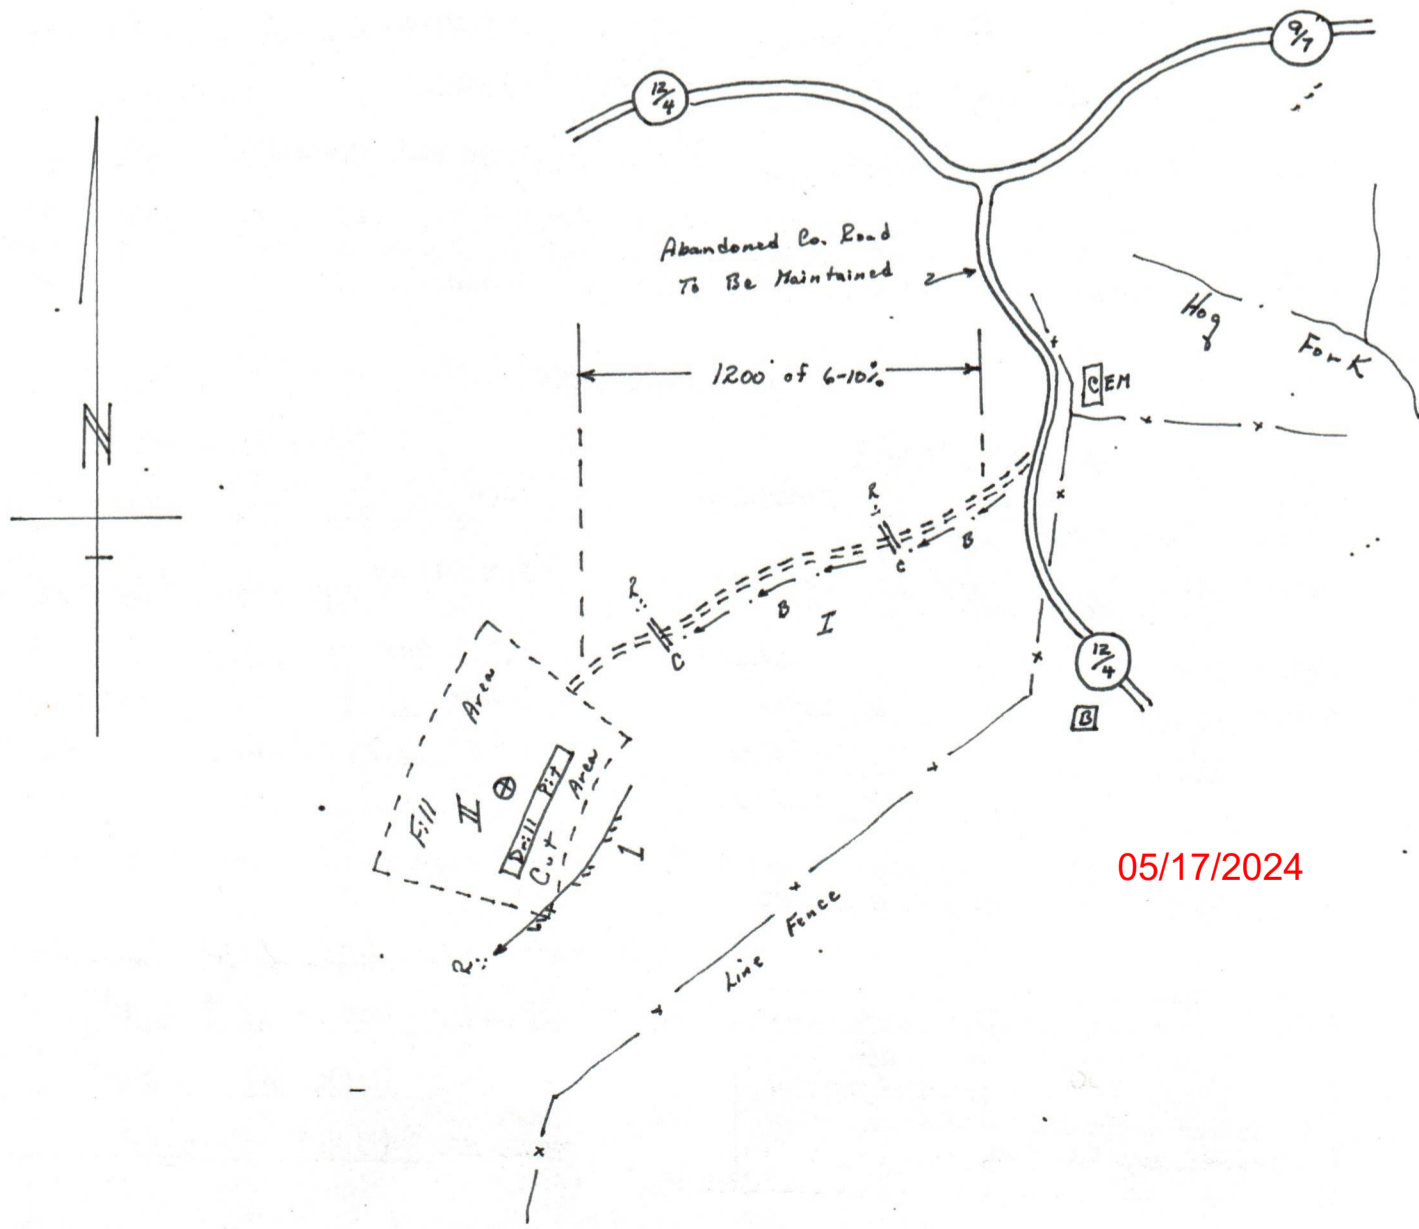 9/7
12/4
Abandoned Co. Road
To Be Maintained
Hog
Fork
1200' of 6-10%
CEM
N
R
B
C
R
B
I
C
12/4
B
Area
Fill
II
Drill Pit
Cut Area
1
R
Line Fence
05/17/2024